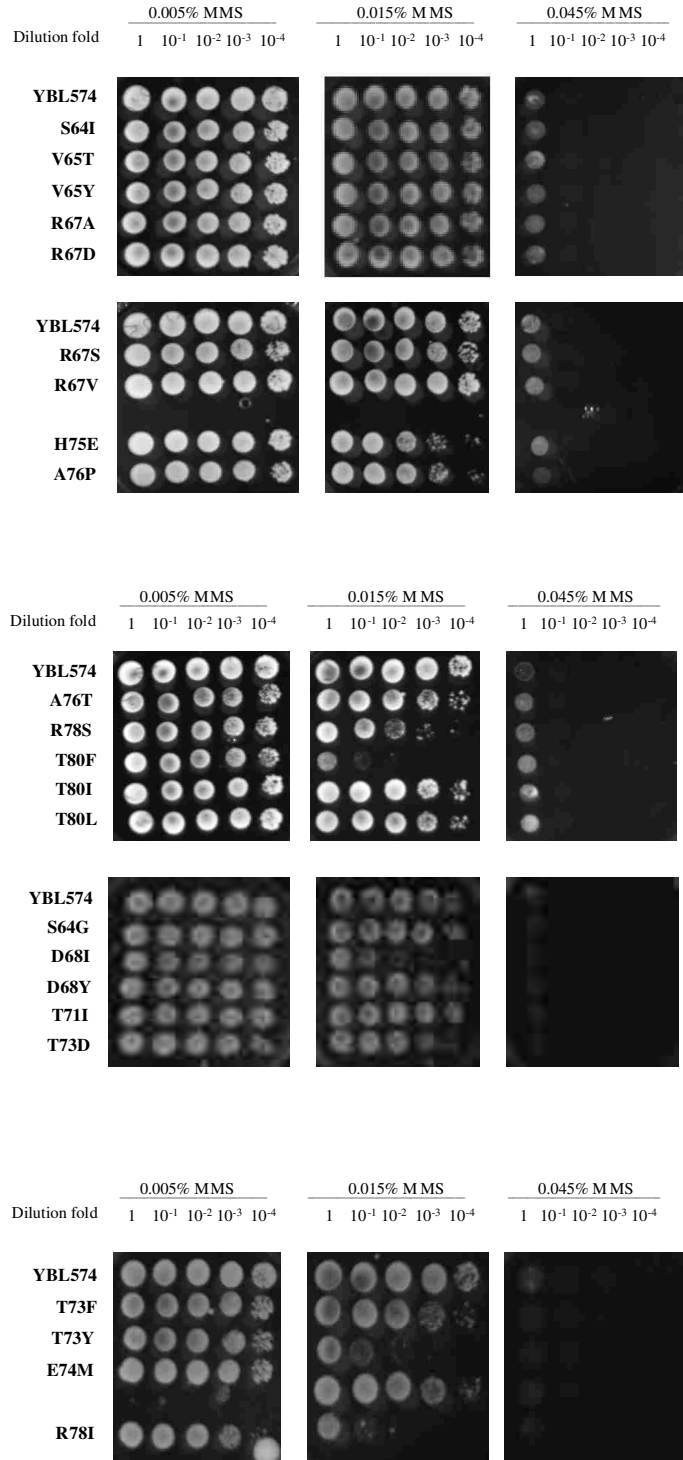 0.005% MMS 0.015% MMS 0.045% MMS
Dilution fold 1 10⁻¹ 10⁻² 10⁻³ 10⁻⁴ 1 10⁻¹ 10⁻² 10⁻³ 10⁻⁴ 1 10⁻¹ 10⁻² 10⁻³ 10⁻⁴
YBL574
S64I
V65T
V65Y
R67A
R67D
YBL574
R67S
R67V
H75E
A76P
0.005% MMS 0.015% MMS 0.045% MMS
Dilution fold 1 10⁻¹ 10⁻² 10⁻³ 10⁻⁴ 1 10⁻¹ 10⁻² 10⁻³ 10⁻⁴ 1 10⁻¹ 10⁻² 10⁻³ 10⁻⁴
YBL574
A76T
R78S
T80F
T80I
T80L
YBL574
S64G
D68I
D68Y
T71I
T73D
0.005% MMS 0.015% MMS 0.045% MMS
Dilution fold 1 10⁻¹ 10⁻² 10⁻³ 10⁻⁴ 1 10⁻¹ 10⁻² 10⁻³ 10⁻⁴ 1 10⁻¹ 10⁻² 10⁻³ 10⁻⁴
YBL574
T73F
T73Y
E74M
R78I